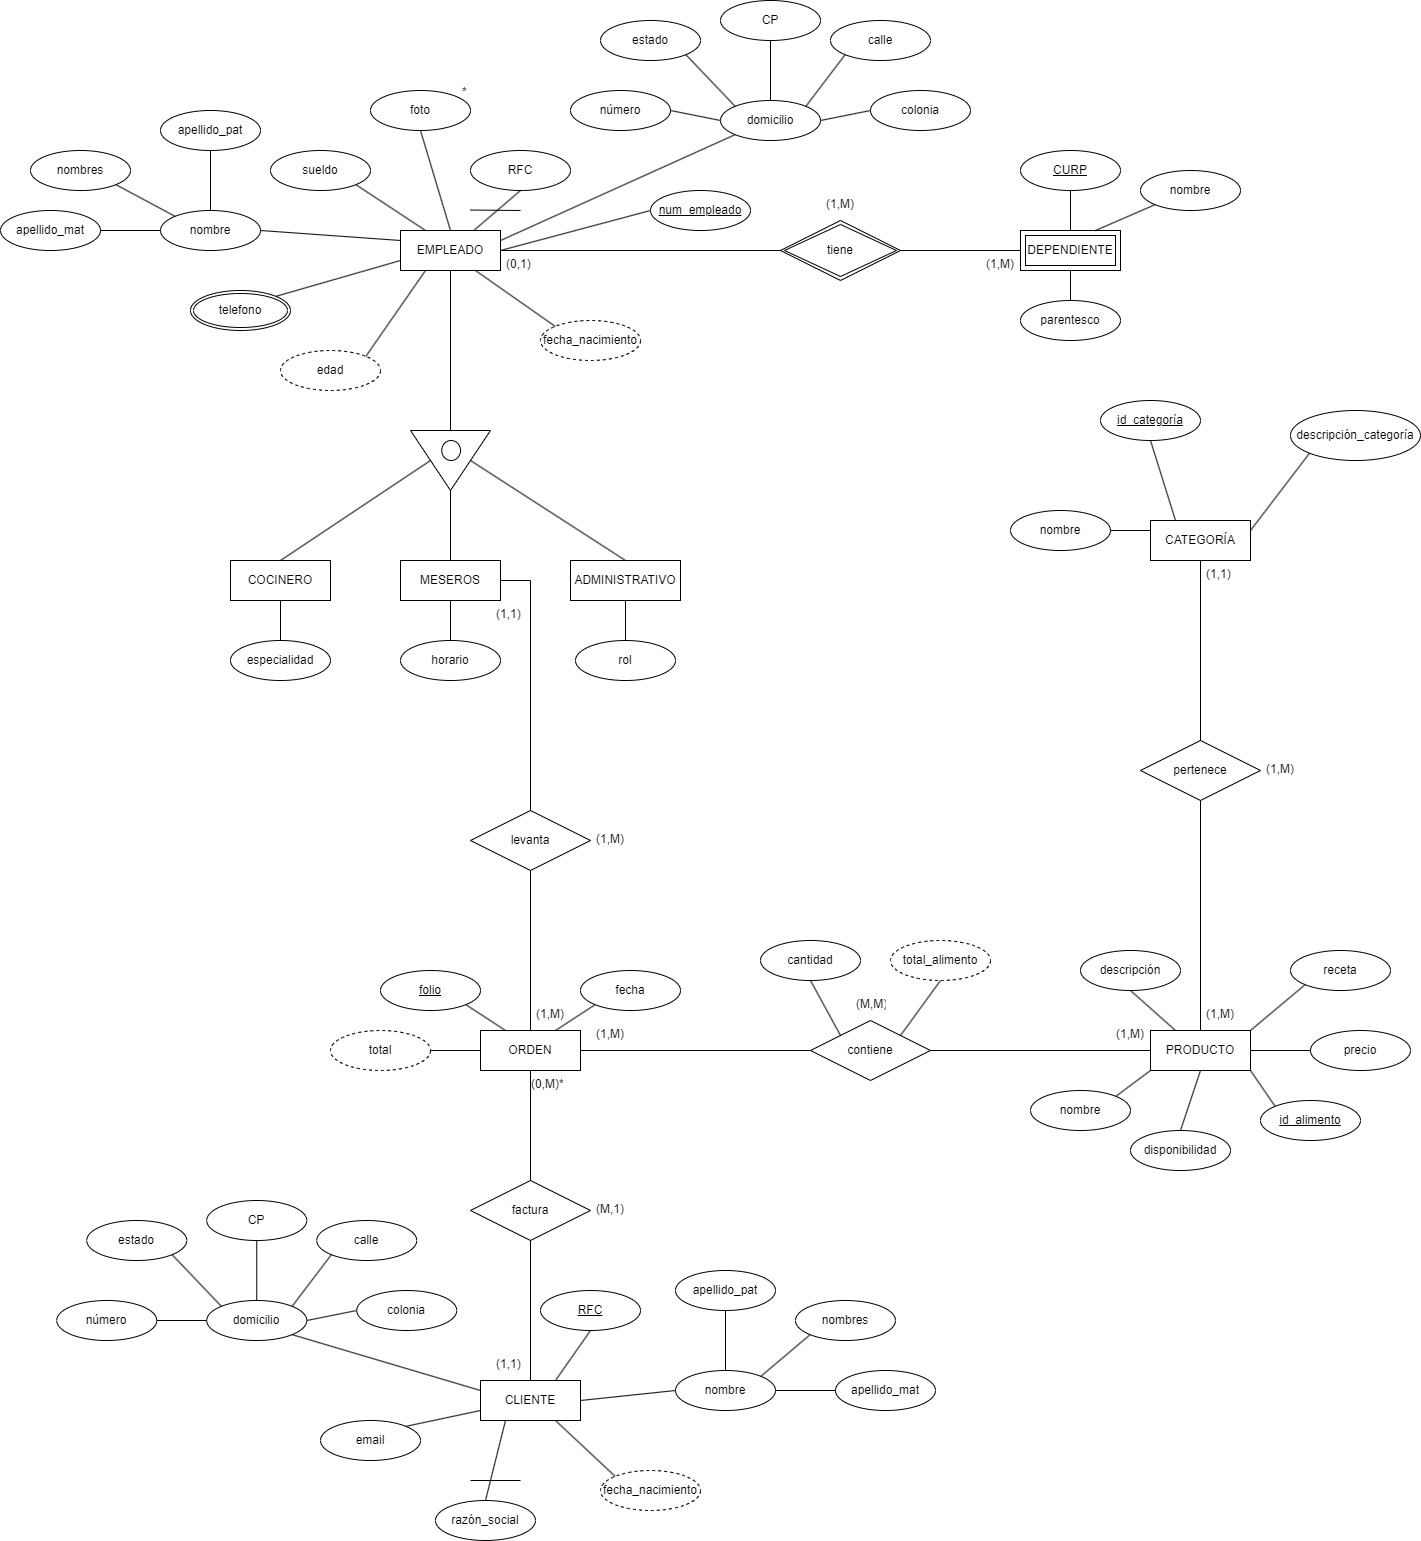 CP
estado
calle
foto
*
número
domicilio
colonia
apellido_pat
nombres
sueldo
RFC
CURP
nombre
num_empleado
(1,M)
apellido_mat
nombre
EMPLEADO
tiene
DEPENDIENTE
(0,1)
(1,M)
telefono
parentesco
fecha_nacimiento
edad
id_categoría
descripción_categoría
nombre
CATEGORÍA
(1,1)
COCINERO
MESEROS
ADMINISTRATIVO
(1,1)
especialidad
horario
rol
pertenece
(1,M)
levanta
(1,M)
cantidad
total_alimento
descripción
receta
folio
fecha
(M,M)
(1,M)
(1,M)
(1,M)
(1,M)
total
ORDEN
contiene
PRODUCTO
precio
(0,M)*
nombre
id_alimento
disponibilidad
factura
(M,1)
CP
estado
calle
apellido_pat
número
domicilio
colonia
RFC
nombres
(1,1)
CLIENTE
nombre
apellido_mat
email
fecha_nacimiento
razón_social